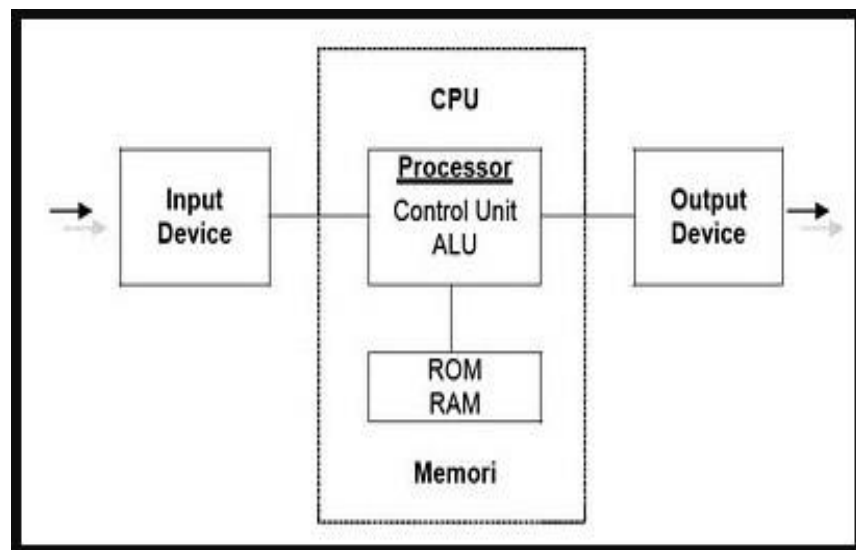 CPU
Input
Device
Processor
Control Unit
ALU
Output
Device
ROM
RAM
Memori